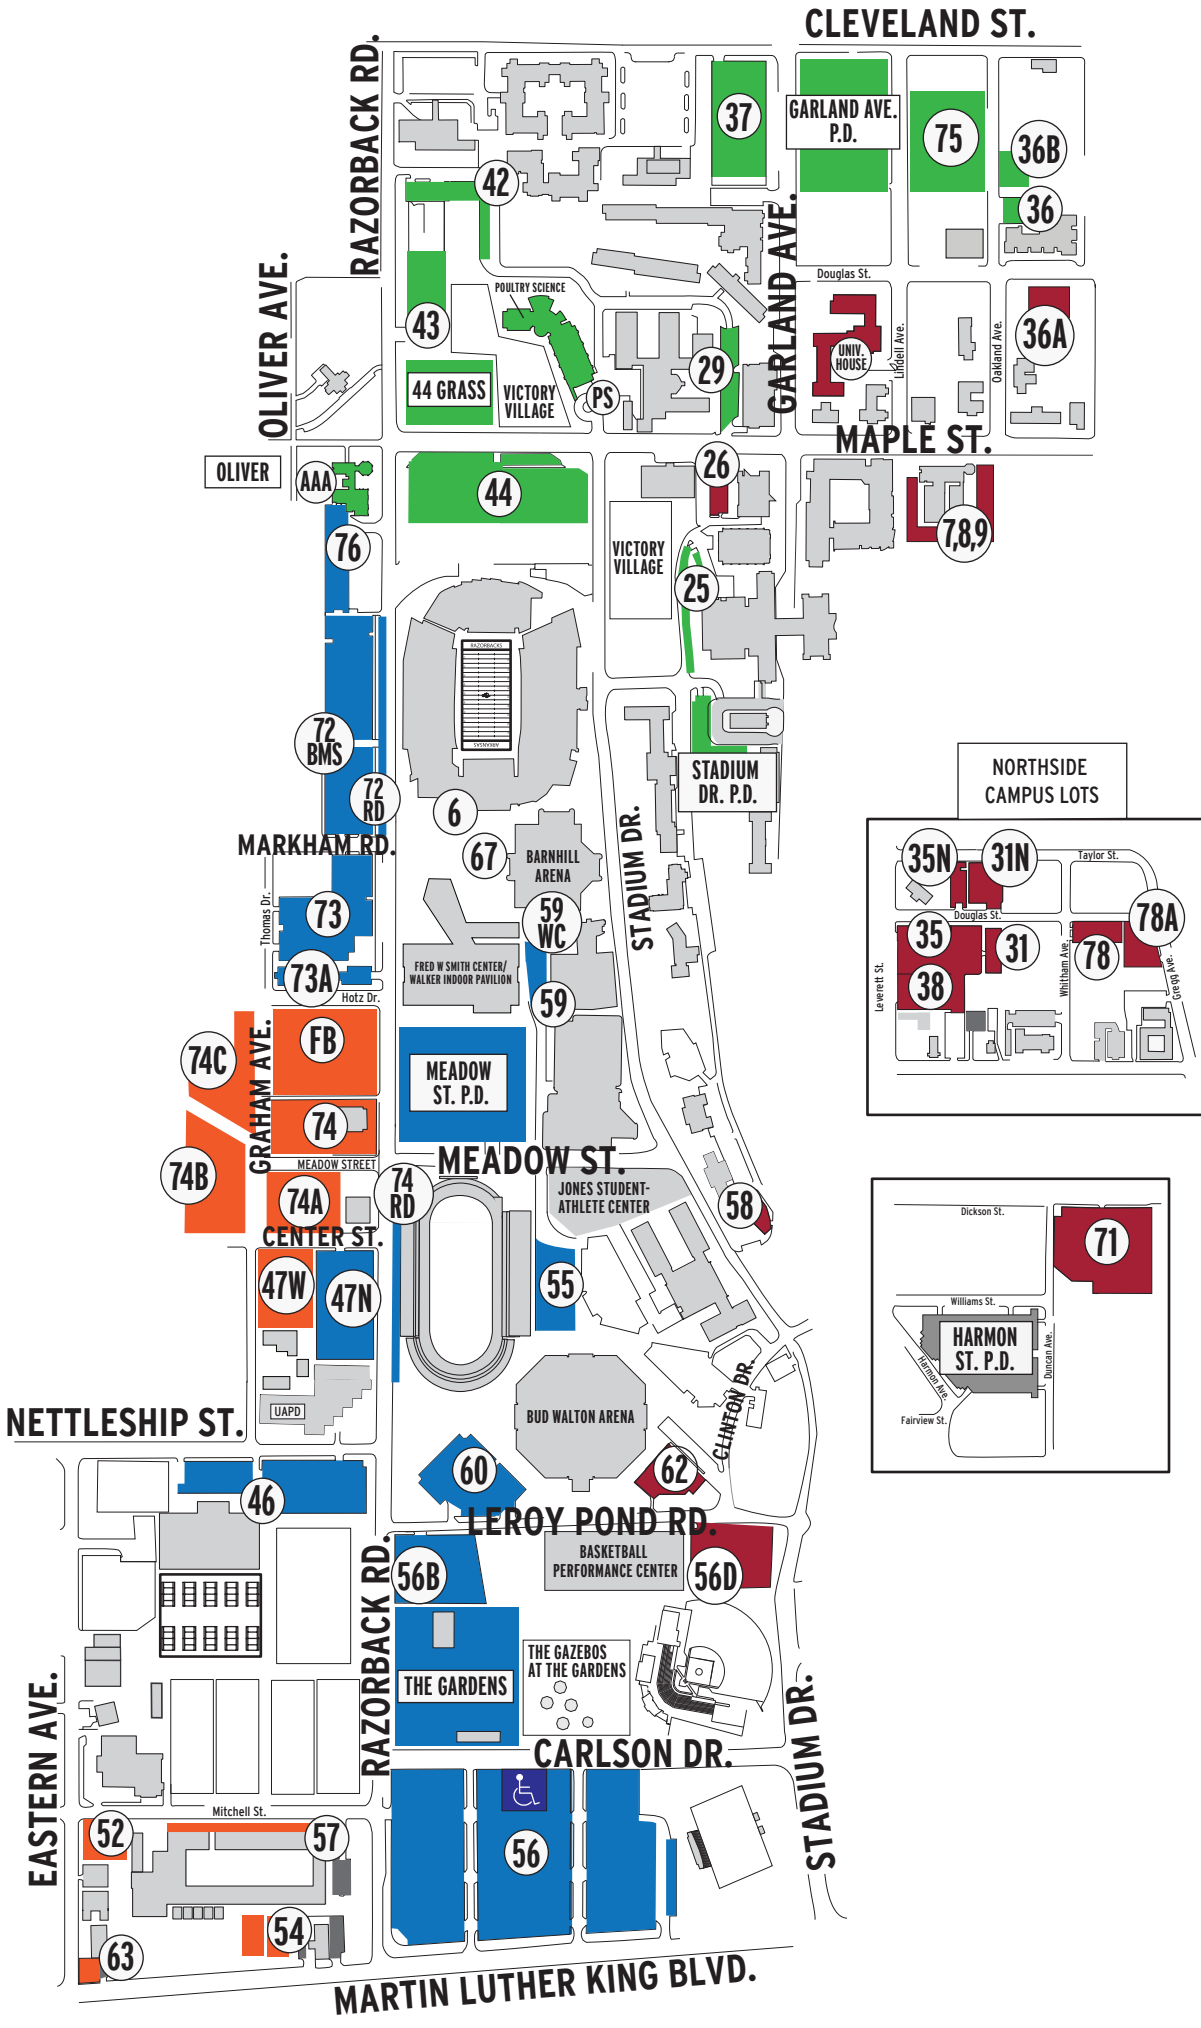 CLEVELAND ST.
RAZORBACK RD.
37
GARLAND AVE.
P.D.
75
36B
36
42
GARLAND AVE.
OLIVER AVE.
Douglas St.
POULTRY SCIENCE
43
36A
UNIV.
HOUSE
Lindell Ave.
Oakland Ave.
29
44 GRASS
VICTORY
VILLAGE
PS
MAPLE ST.
OLIVER
AAA
26
44
7,8,9
76
VICTORY
VILLAGE
25
RAZORBACKS
ARKANSAS
72
BMS
72
RD
STADIUM
DR. P.D.
NORTHSIDE
CAMPUS LOTS
6
MARKHAM RD.
67
BARNHILL
ARENA
STADIUM DR.
35N
31N
Taylor St.
Thomas Dr.
73
59
WC
Douglas St.
78A
35
31
78
Whitham Ave.
Gregg Ave.
Leverett St.
38
FRED W SMITH CENTER/
WALKER INDOOR PAVILION
73A
Hotz Dr.
59
74C
GRAHAM AVE.
FB
MEADOW
ST. P.D.
74
MEADOW STREET
MEADOW ST.
74B
74A
74
RD
JONES STUDENT-
ATHLETE CENTER
58
CENTER ST.
Dickson St.
71
47W
47N
55
Williams St.
HARMON
ST. P.D.
Duncan Ave.
Harmon Ave.
Fairview St.
UAPD
BUD WALTON ARENA
CLINTON DR.
NETTLESHIP ST.
60
62
46
LEROY POND RD.
RAZORBACK RD.
56B
BASKETBALL
PERFORMANCE CENTER
56D
THE GARDENS
THE GAZEBOS
AT THE GARDENS
EASTERN AVE.
CARLSON DR.
STADIUM DR.
Mitchell St.
52
57
56
54
63
MARTIN LUTHER KING BLVD.